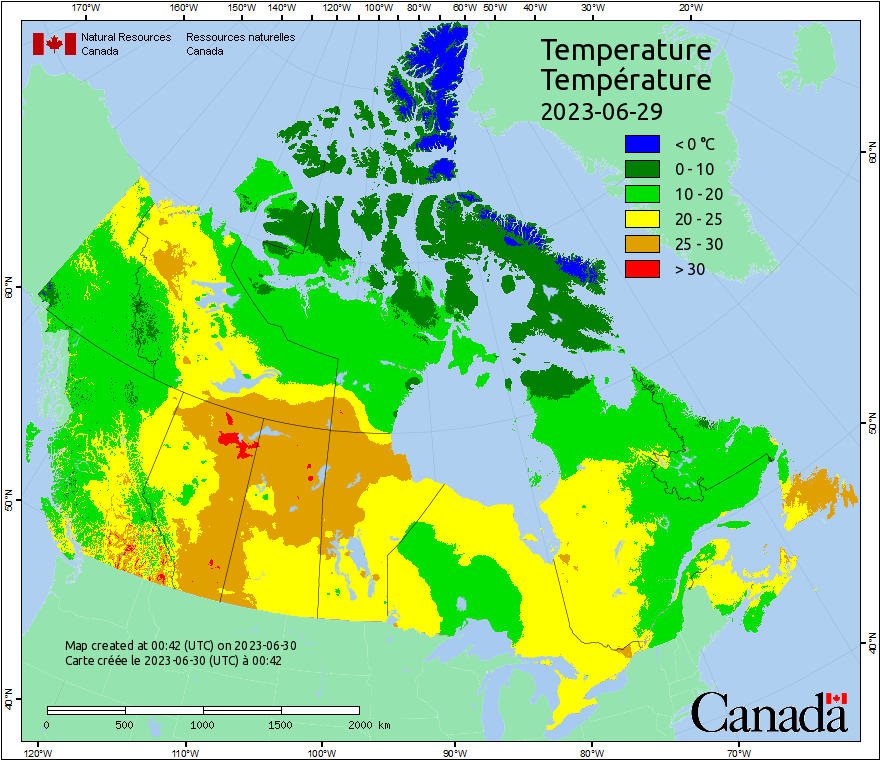 170°W 160°W 150°W 140°W 130°W 120°W 110°W 100°W 80°W 60°W 50°W 40°W 30°W 20°W
Natural Resources Ressources naturelles
Canada Canada
Temperature
Température
2023-06-29
< 0 °C
0 - 10
10 - 20
20 - 25
25 - 30
> 30
60°N
50°N
40°N
60°N
50°N
40°N
Map created at 00:42 (UTC) on 2023-06-30
Carte créée le 2023-06-30 (UTC) à 00:42
0 500 1000 1500 2000 km
Canada
120°W 110°W 100°W 90°W 80°W 70°W